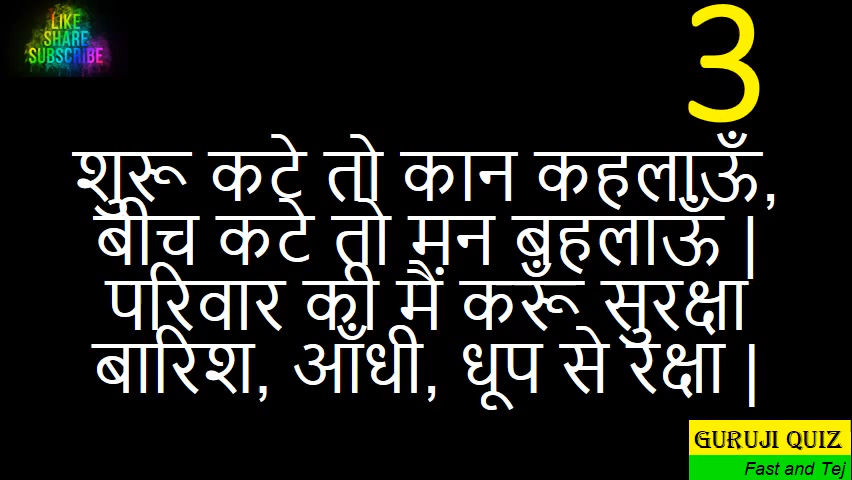 LIKE
SHARE
SUBSCRIBE
3
शुरू कटे तो कान कहलाऊँ,
बीच कटे तो मन बहलाऊँ |
परिवार की मैं करूँ सुरक्षा
बारिश, आँधी, धूप से रक्षा |
GURUJI QUIZ
Fast and Tej